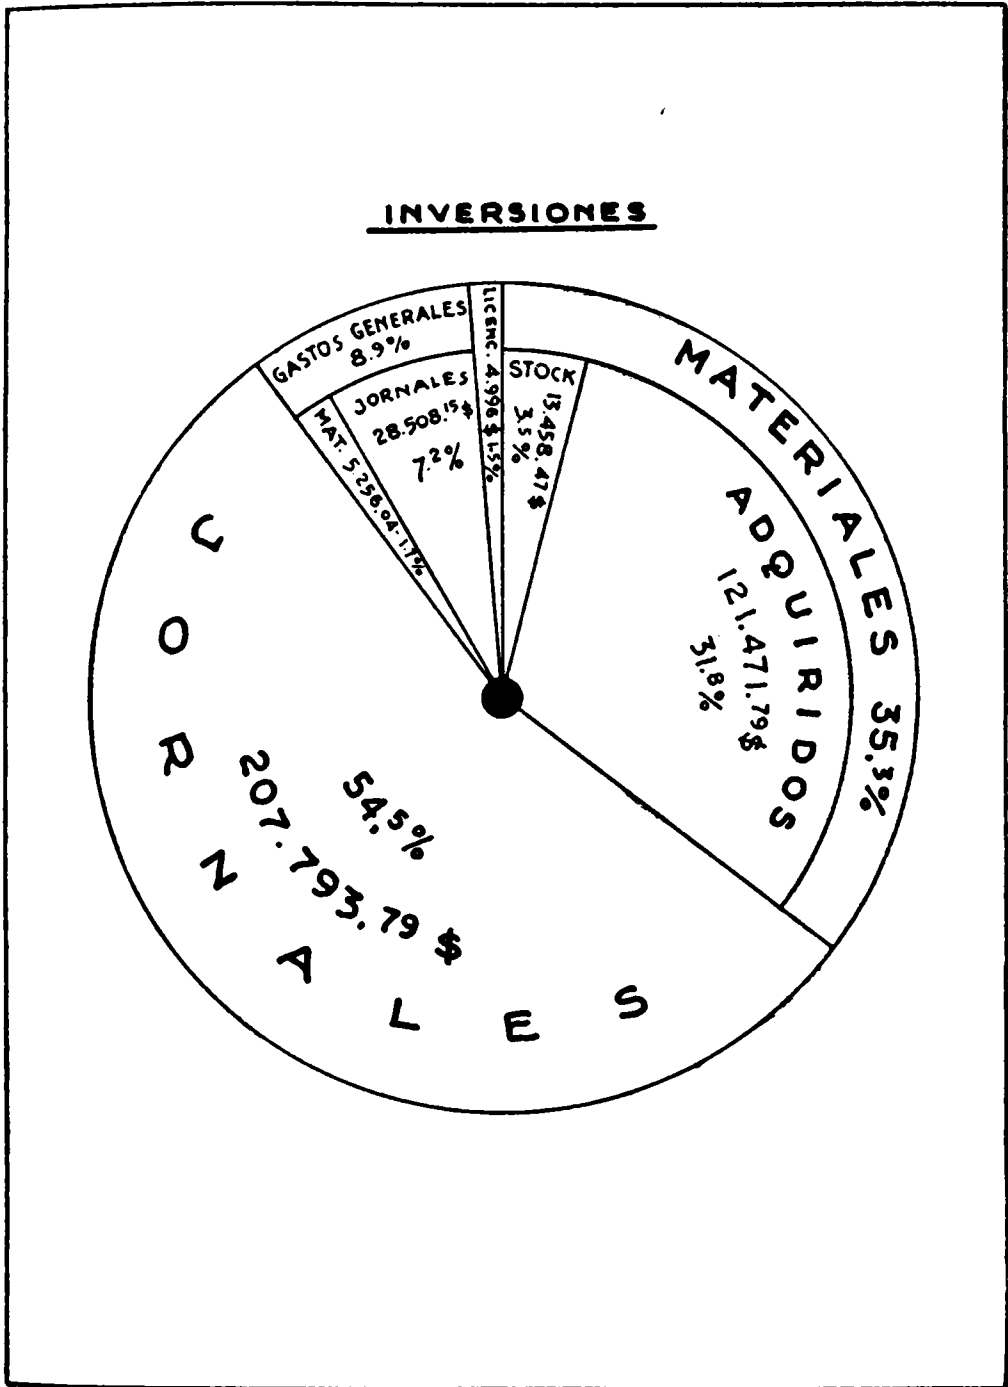 INVERSIONES
GASTOS GENERALES
8.9%
JORNALES
28.508.15$
7.2%
MAT. 5.256.04-1.7%
LICENC. 4.996 $ 1.5%
STOCK
13.458.47$
3.5%
MATERIALES 35.3%
ADQUIRIDOS
121.471.79$
31.8%
JORNALES
54.5%
207.793.79 $